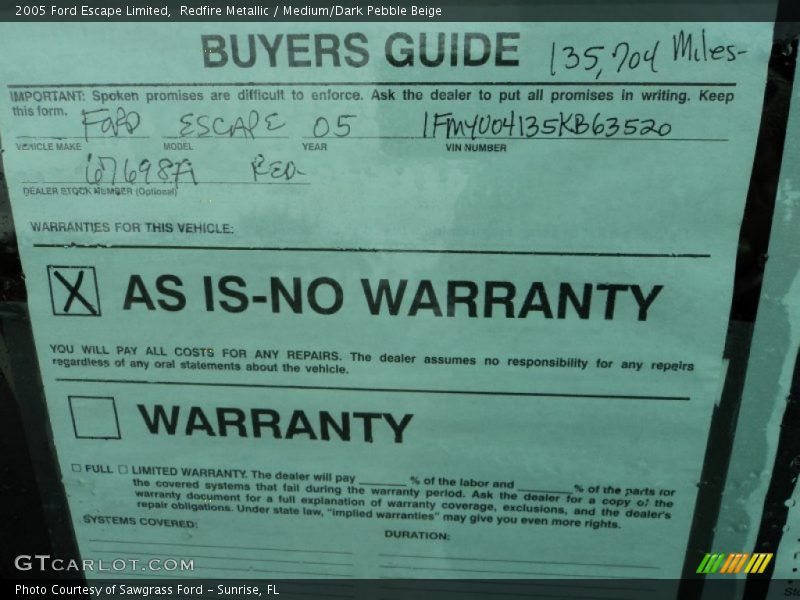 2005 Ford Escape Limited,  Redfire Metallic / Medium/Dark Pebble Beige
BUYERS GUIDE 135,704 Miles-
IMPORTANT: Spoken promises are difficult to enforce. Ask the dealer to put all promises in writing. Keep
this form.
FORD ESCAPE 05 1FMYU04135KB63520
VEHICLE MAKE MODEL YEAR VIN NUMBER
67698A RED-
DEALER STOCK NUMBER (Optional)
WARRANTIES FOR THIS VEHICLE:
X AS IS-NO WARRANTY
YOU WILL PAY ALL COSTS FOR ANY REPAIRS. The dealer assumes no responsibility for any repairs
regardless of any oral statements about the vehicle.
WARRANTY
☐ FULL ☐ LIMITED WARRANTY. The dealer will pay ______ % of the labor and ______ % of the parts for
the covered systems that fail during the warranty period. Ask the dealer for a copy of the
warranty document for a full explanation of warranty coverage, exclusions, and the dealer's
repair obligations. Under state law, "implied warranties" may give you even more rights.
SYSTEMS COVERED: DURATION:
GTCARLOT.COM
Photo Courtesy of Sawgrass Ford - Sunrise, FL